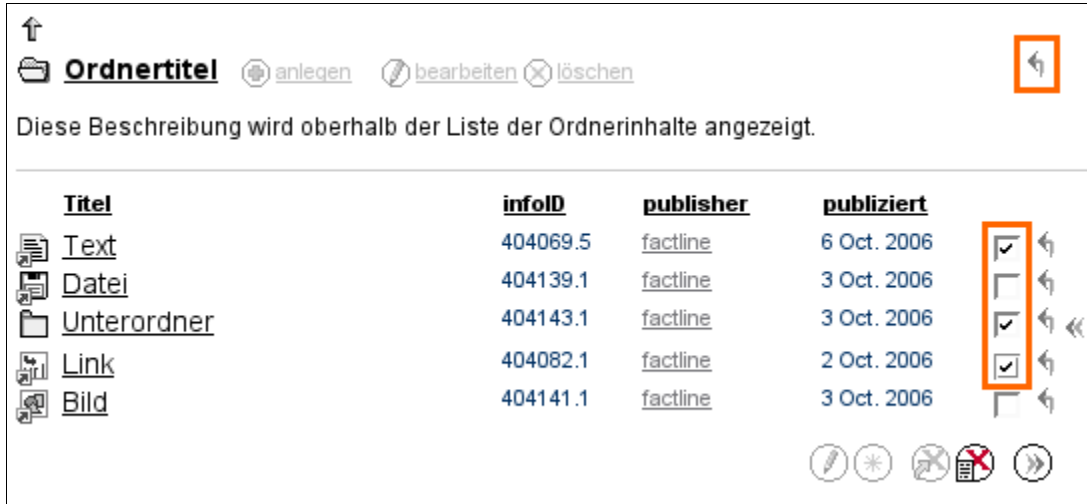 Ordnertitel anlegen bearbeiten löschen
Diese Beschreibung wird oberhalb der Liste der Ordnerinhalte angezeigt.
Titel infoID publisher publiziert
Text 404069.5 factline 6 Oct. 2006
Datei 404139.1 factline 3 Oct. 2006
Unterordner 404143.1 factline 3 Oct. 2006
Link 404082.1 factline 2 Oct. 2006
Bild 404141.1 factline 3 Oct. 2006